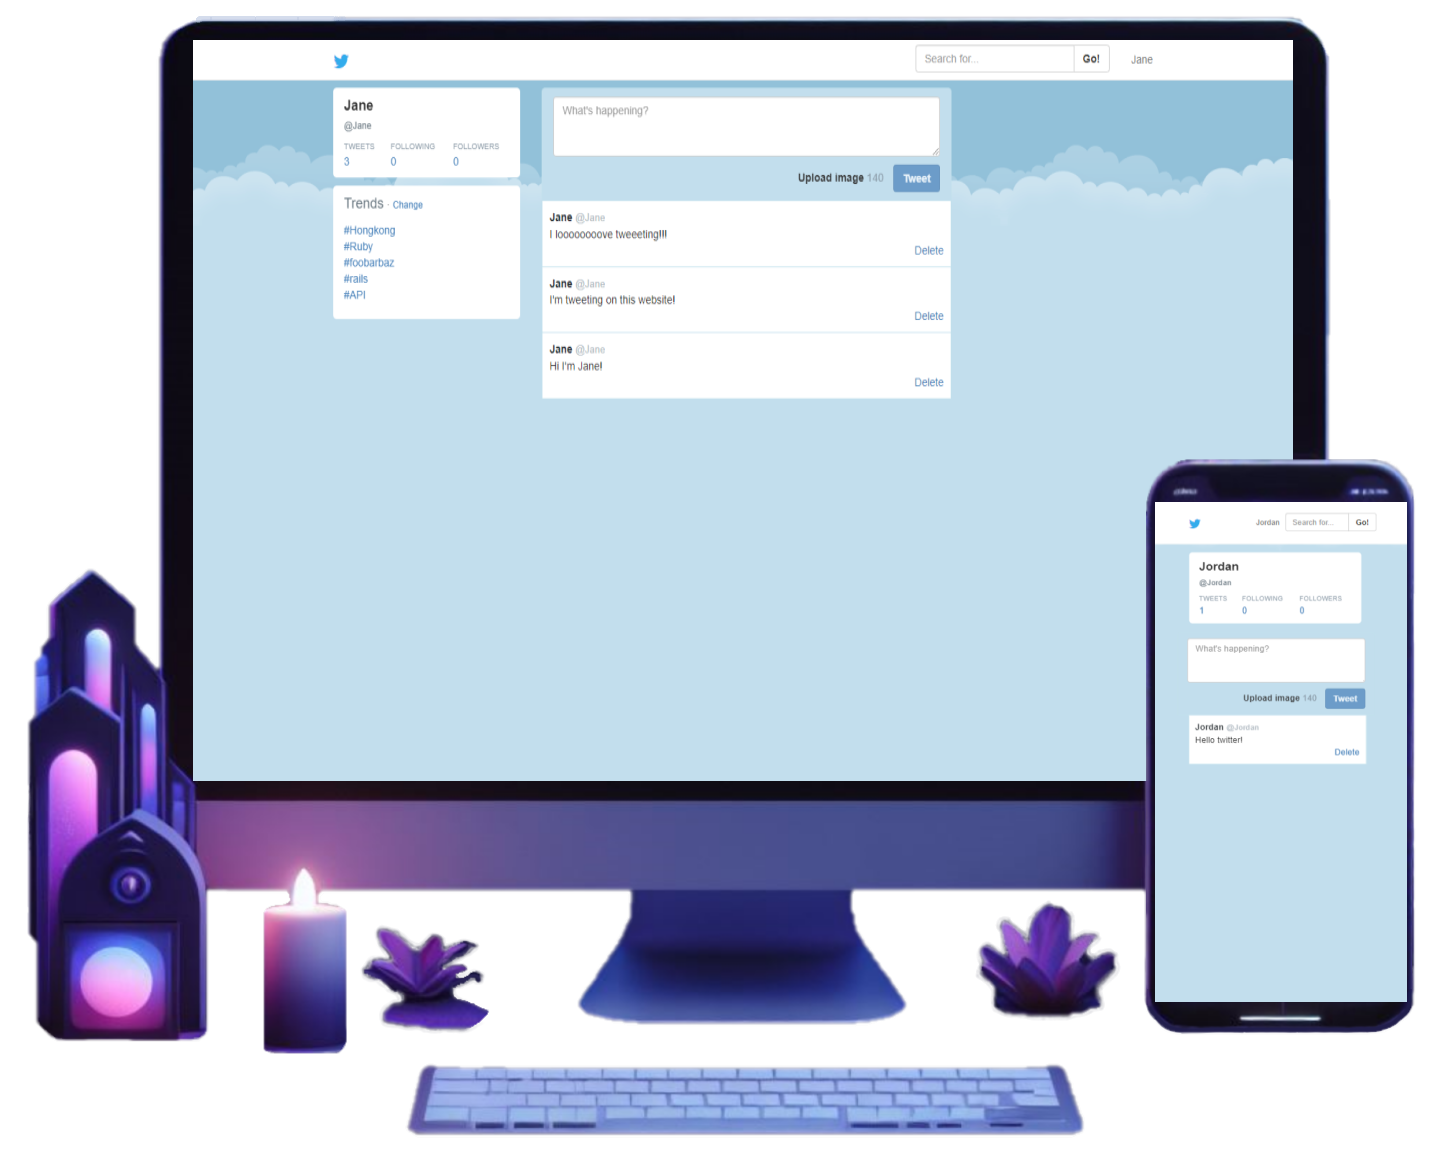 Search for... Go! Jane
Jane
@Jane
TWEETS FOLLOWING FOLLOWERS
3 0 0
Trends · Change
#Hongkong
#Ruby
#foobarbaz
#rails
#API
What's happening?
Upload image 140 Tweet
Jane @Jane
I loooooooove tweeeting!!!
Delete
Jane @Jane
I'm tweeting on this website!
Delete
Jane @Jane
Hi I'm Jane!
Delete
Jordan Search for... Go!
Jordan
@Jordan
TWEETS FOLLOWING FOLLOWERS
1 0 0
What's happening?
Upload image 140 Tweet
Jordan @Jordan
Hello twitter!
Delete